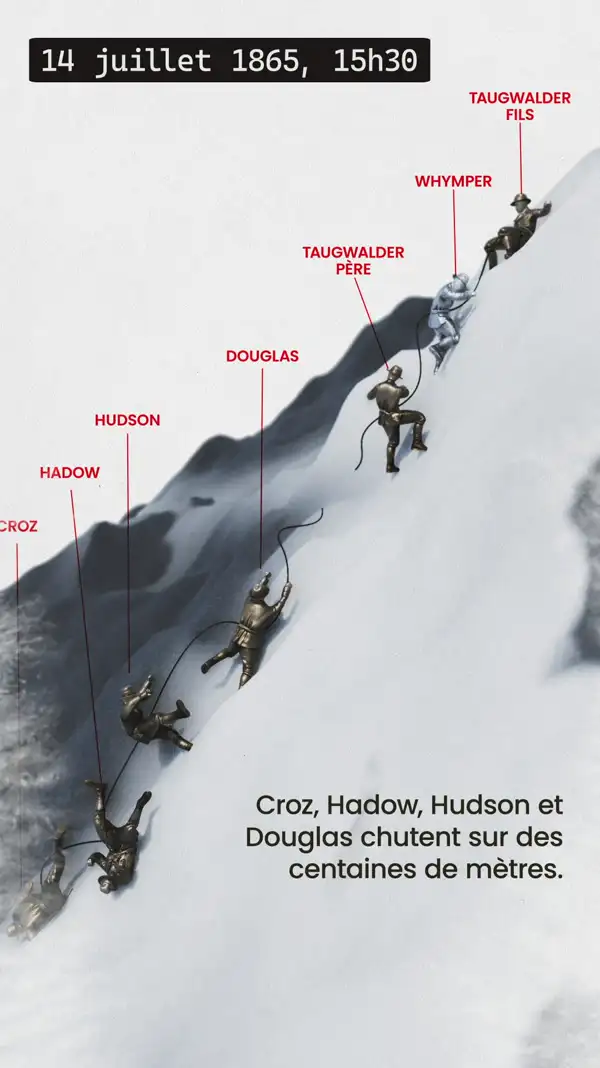 14 juillet 1865, 15h30
TAUGWALDER
FILS
WHYMPER
TAUGWALDER
PÈRE
DOUGLAS
HUDSON
HADOW
CROZ
Croz, Hadow, Hudson et
Douglas chutent sur des
centaines de mètres.